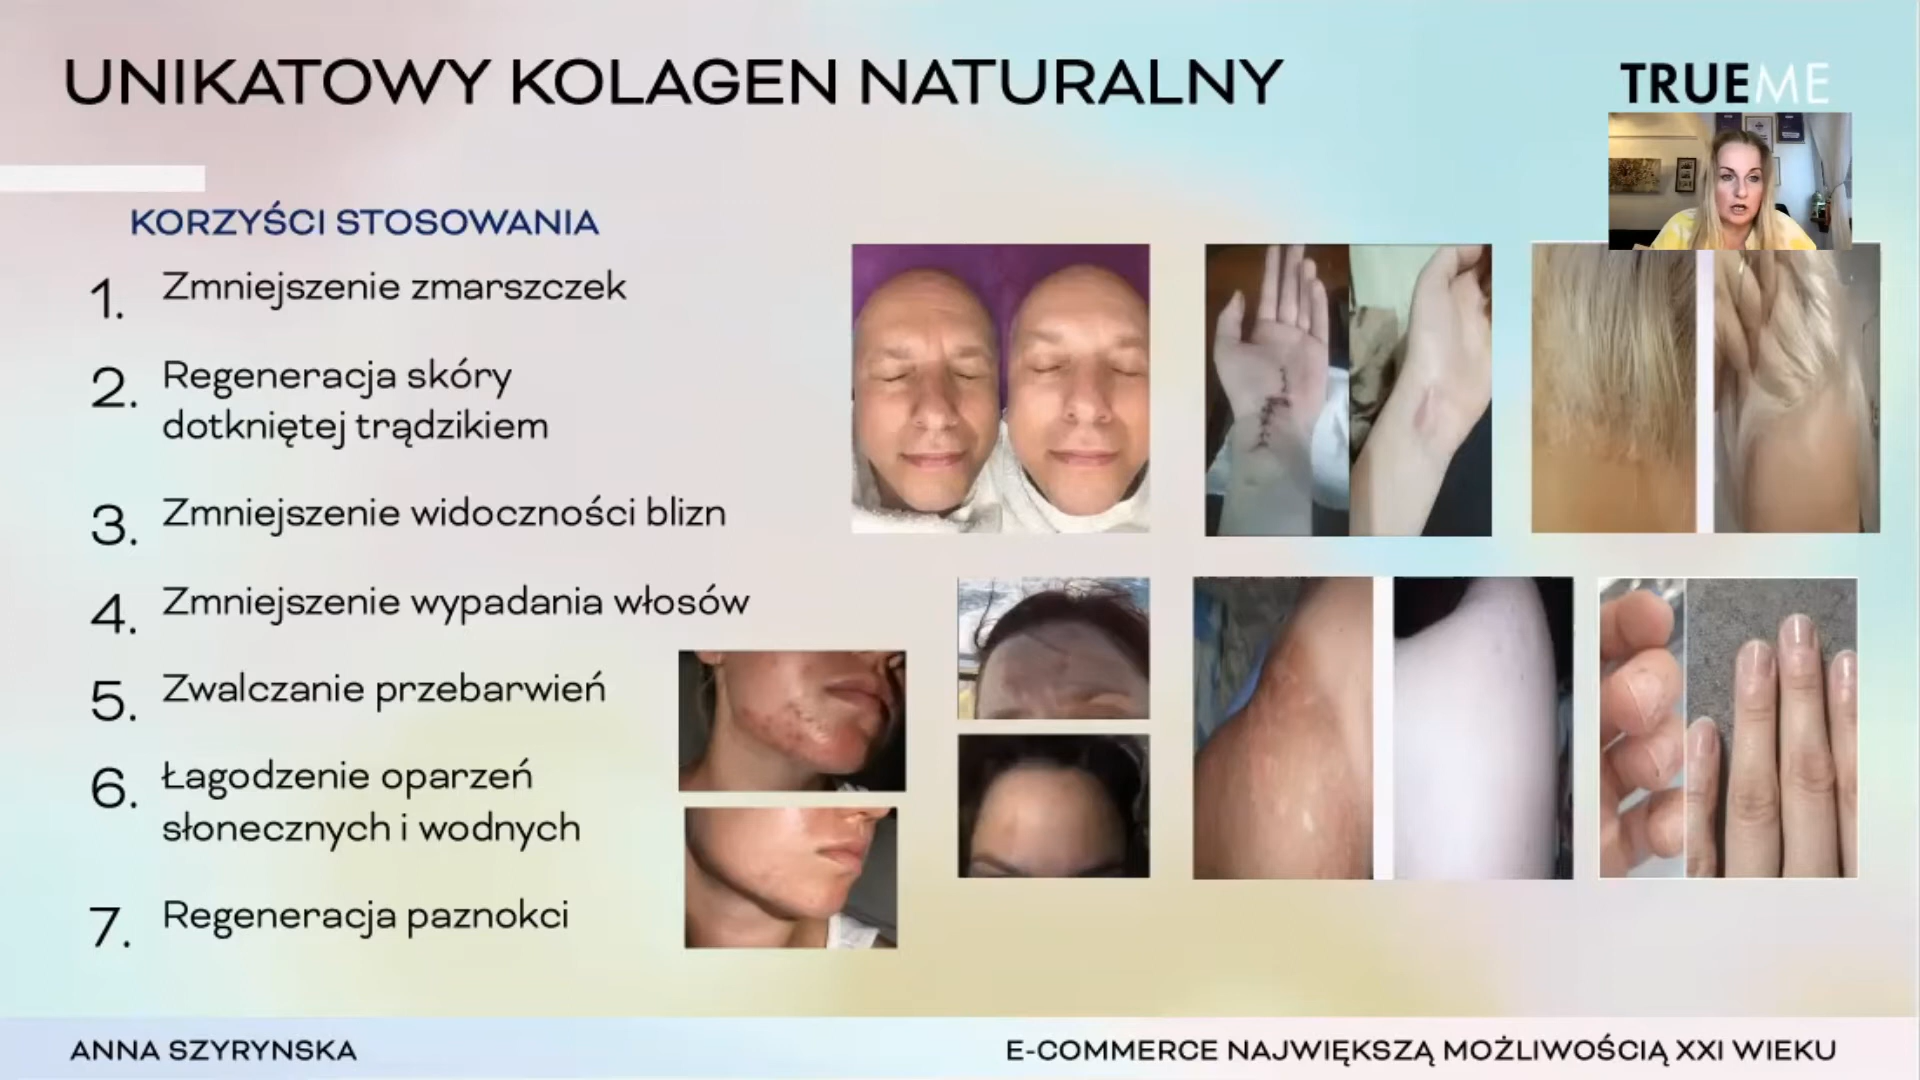 UNIKATOWY KOLAGEN NATURALNY
TRUEME
KORZYŚCI STOSOWANIA
1. Zmniejszenie zmarszczek
2. Regeneracja skóry
dotkniętej trądzikiem
3. Zmniejszenie widoczności blizn
4. Zmniejszenie wypadania włosów
5. Zwalczanie przebarwień
6. Łagodzenie oparzeń
słonecznych i wodnych
7. Regeneracja paznokci
ANNA SZYRYNSKA
E-COMMERCE NAJWIĘKSZĄ MOŻLIWOŚCIĄ XXI WIEKU